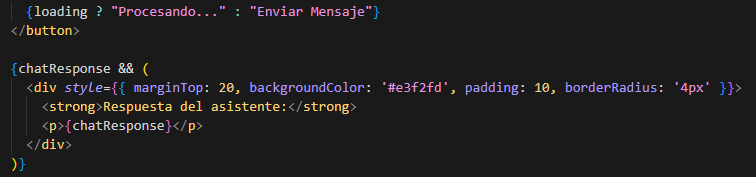 {loading ? "Procesando..." : "Enviar Mensaje"}
</button>
{chatResponse && (
<div style={{ marginTop: 20, backgroundColor: '#e3f2fd', padding: 10, borderRadius: '4px' }}>
<strong>Respuesta del asistente:</strong>
<p>{chatResponse}</p>
</div>
)}